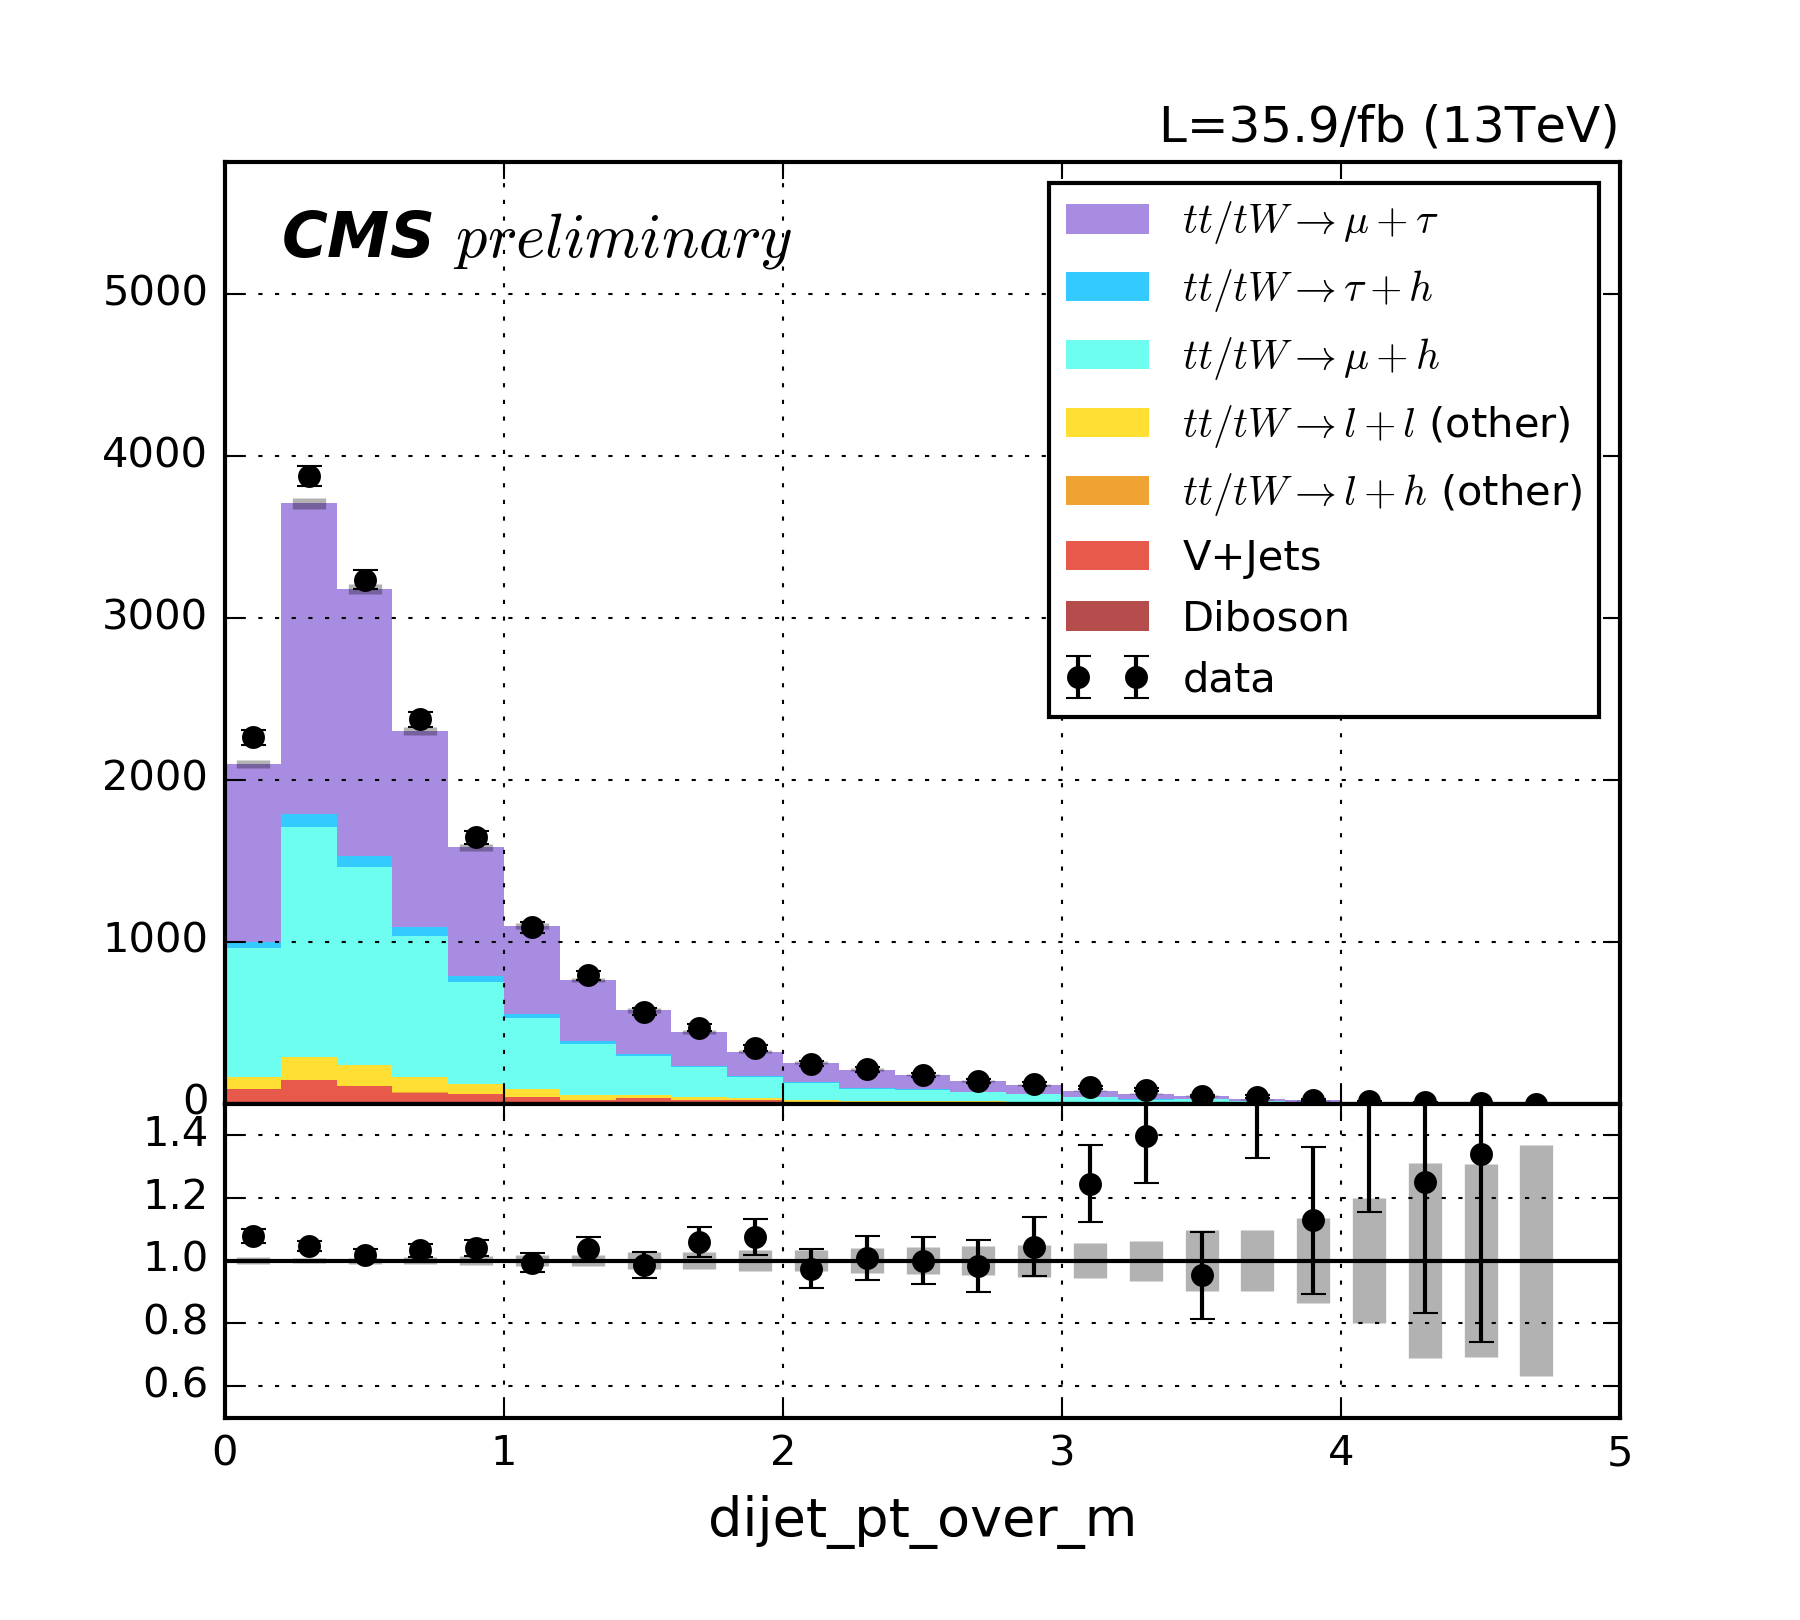 L=35.9/fb (13TeV)
CMS preliminary
tt/tW→μ+τ
tt/tW→τ+h
tt/tW→μ+h
tt/tW→l+l (other)
tt/tW→l+h (other)
V+Jets
Diboson
data
5000
4000
3000
2000
1000
0
1.4
1.2
1.0
0.8
0.6
0 1 2 3 4 5
dijet_pt_over_m